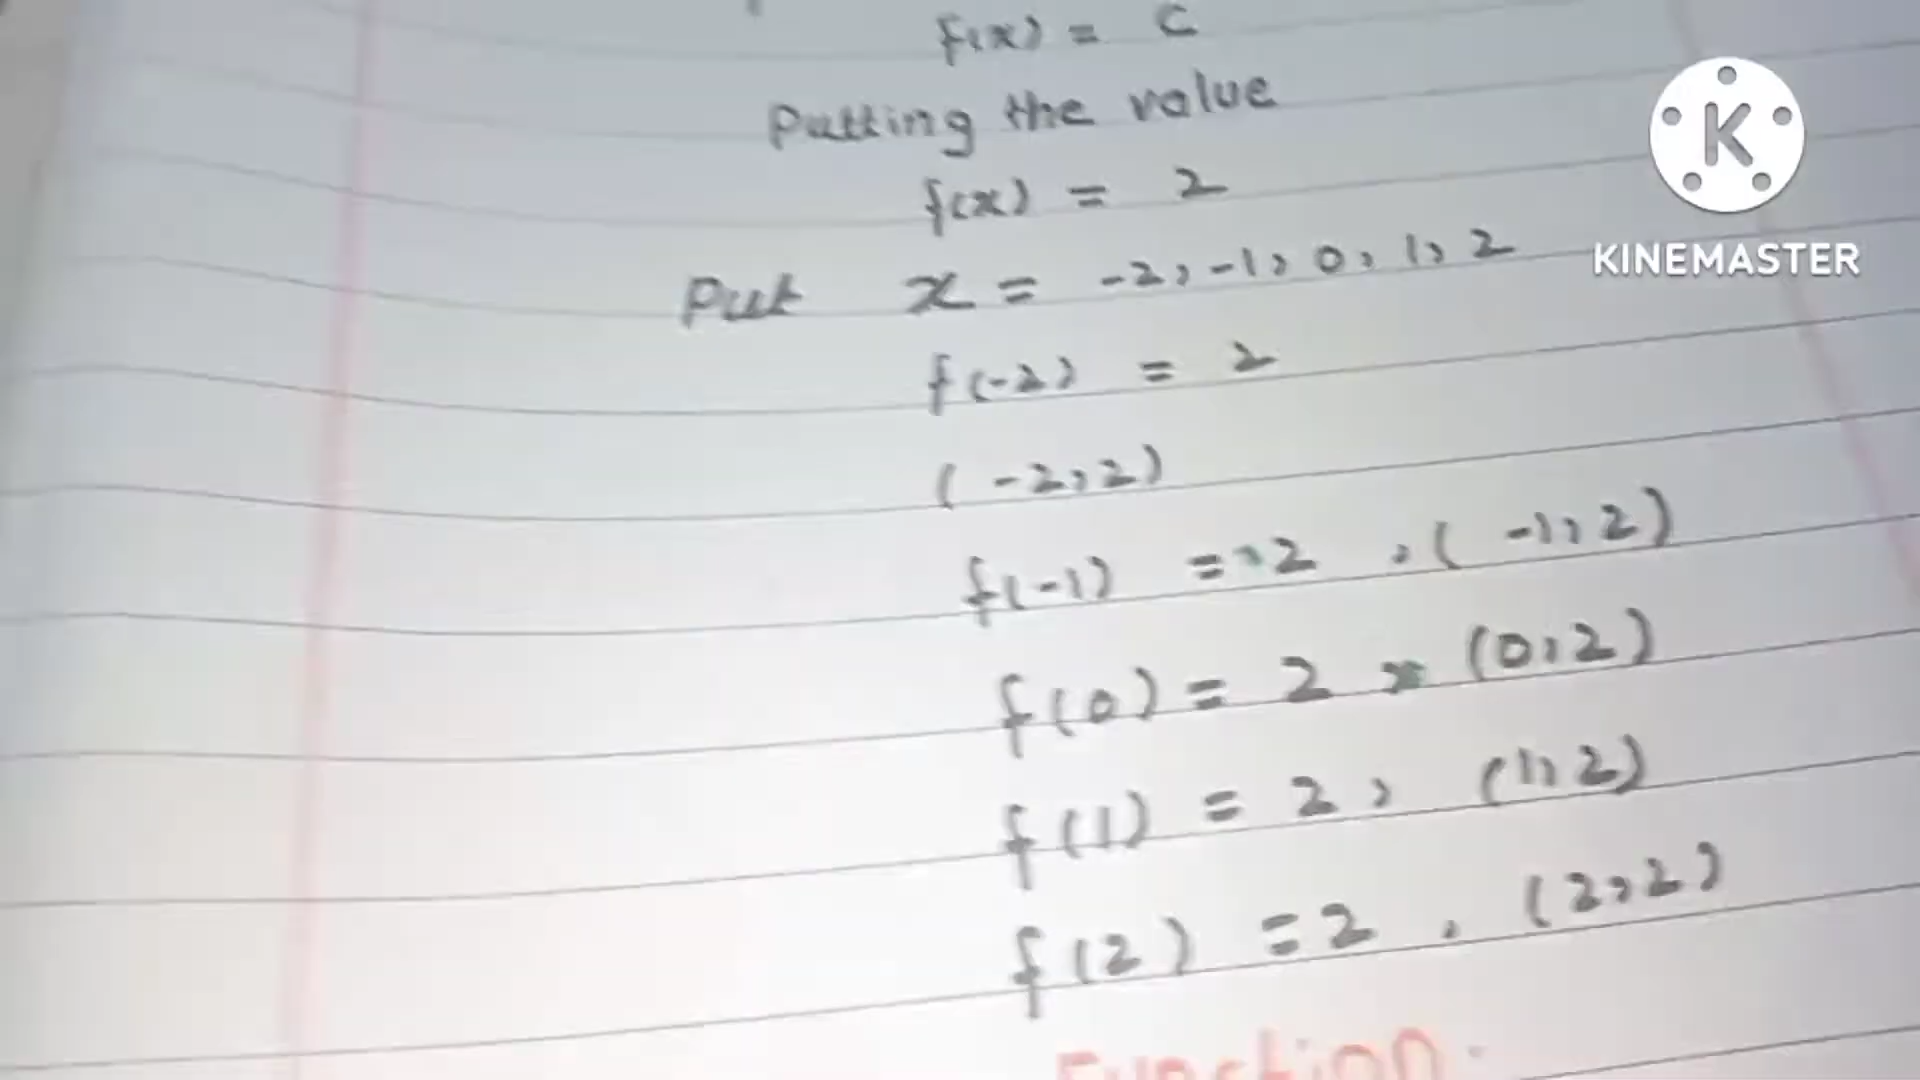 f(x) = c
Putting the value
f(x) = 2
Put x = -2, -1, 0, 1, 2
f(-2) = 2
(-2, 2)
f(-1) = 2 , (-1, 2)
f(0) = 2 , (0, 2)
f(1) = 2 , (1, 2)
f(2) = 2 , (2, 2)
Function.
K
KINEMASTER